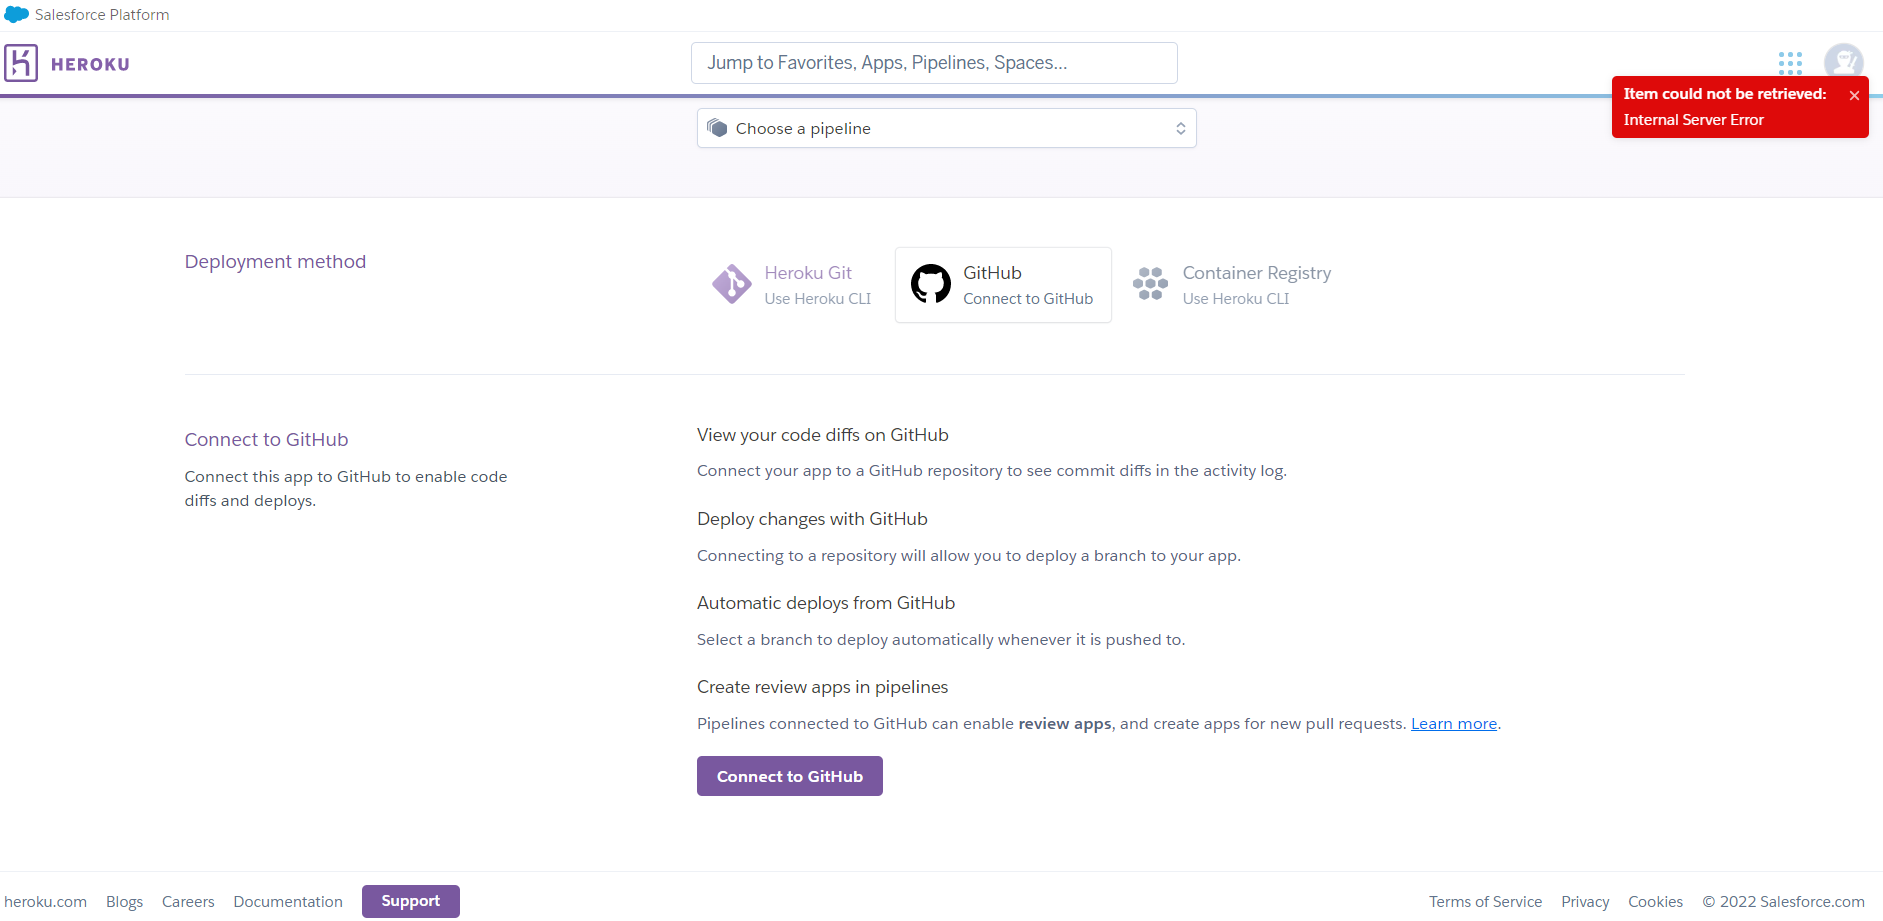 Salesforce Platform
HEROKU
Jump to Favorites, Apps, Pipelines, Spaces...
Item could not be retrieved:
Internal Server Error
Choose a pipeline
Deployment method
Heroku Git
Use Heroku CLI
GitHub
Connect to GitHub
Container Registry
Use Heroku CLI
Connect to GitHub
Connect this app to GitHub to enable code
diffs and deploys.
View your code diffs on GitHub
Connect your app to a GitHub repository to see commit diffs in the activity log.
Deploy changes with GitHub
Connecting to a repository will allow you to deploy a branch to your app.
Automatic deploys from GitHub
Select a branch to deploy automatically whenever it is pushed to.
Create review apps in pipelines
Pipelines connected to GitHub can enable review apps, and create apps for new pull requests. Learn more.
Connect to GitHub
heroku.com Blogs Careers Documentation Support
Terms of Service Privacy Cookies © 2022 Salesforce.com